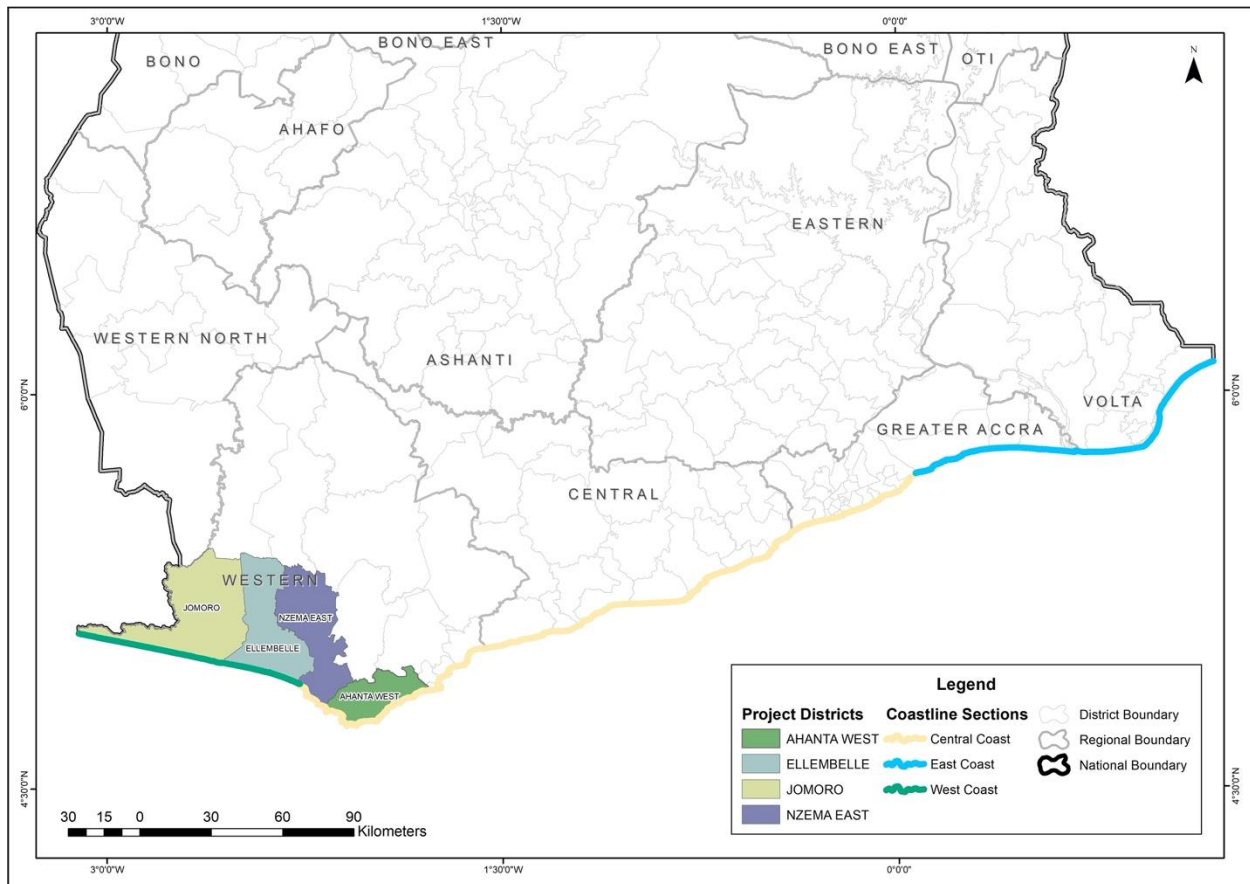 3°0'0"W 1°30'0"W 0°0'0"
BONO EAST
BONO EAST
BONO
OTI
N
AHAFO
EASTERN
WESTERN NORTH
ASHANTI
6°0'0"N
6°0'0"N
VOLTA
GREATER ACCRA
CENTRAL
WESTERN
JOMORO
NZEMA EAST
ELLEMBELLE
AHANTA WEST
Legend
Project Districts
AHANTA WEST
ELLEMBELLE
JOMORO
NZEMA EAST
Coastline Sections
Central Coast
East Coast
West Coast
District Boundary
Regional Boundary
National Boundary
4°30'0"N
4°30'0"N
30 15 0 30 60 90
Kilometers
3°0'0"W 1°30'0"W 0°0'0"